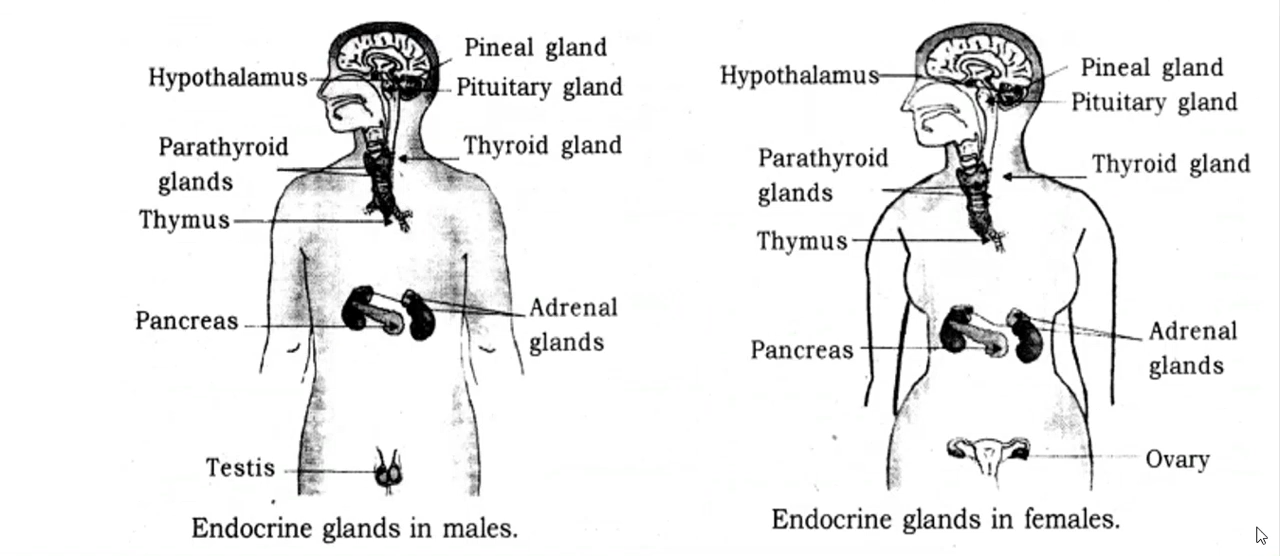 Pineal gland
Hypothalamus
Pituitary gland
Parathyroid
glands
Thyroid gland
Thymus
Pancreas
Adrenal
glands
Testis
Endocrine glands in males.
Pineal gland
Hypothalamus
Pituitary gland
Parathyroid
glands
Thyroid gland
Thymus
Pancreas
Adrenal
glands
Ovary
Endocrine glands in females.